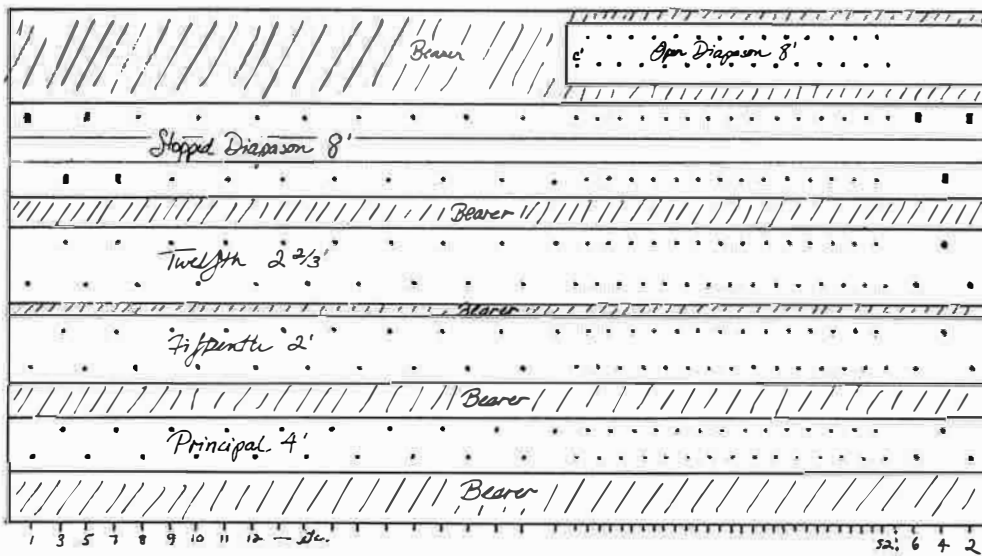 Bearer
c' Open Diapason 8'
Stopped Diapason 8'
Bearer
Twelfth 2 2/3'
Bearer
Fifteenth 2'
Bearer
Principal. 4'
Bearer
1 3 5 7 8 9 10 11 12 — etc. 52, 6 4 2